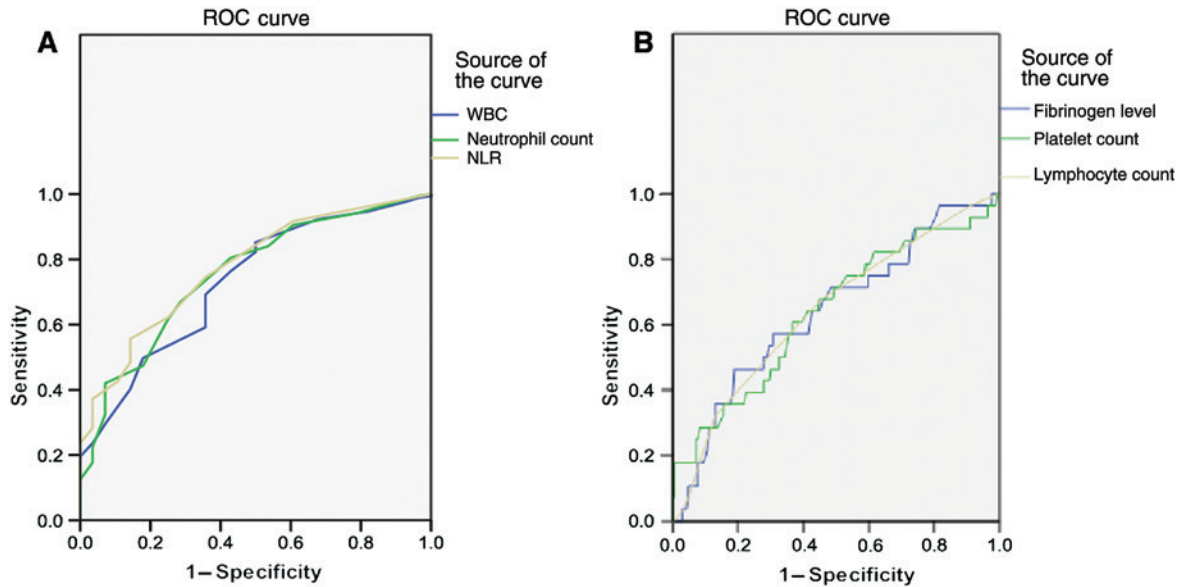 A
ROC curve
Source of
the curve
WBC
Neutrophil count
NLR
1.0
0.8
0.6
0.4
0.2
0.0
Sensitivity
0.0 0.2 0.4 0.6 0.8 1.0
1–Specificity
B
ROC curve
Source of
the curve
Fibrinogen level
Platelet count
Lymphocyte count
1.0
0.8
0.6
0.4
0.2
0.0
Sensitivity
0.0 0.2 0.4 0.6 0.8 1.0
1–Specificity